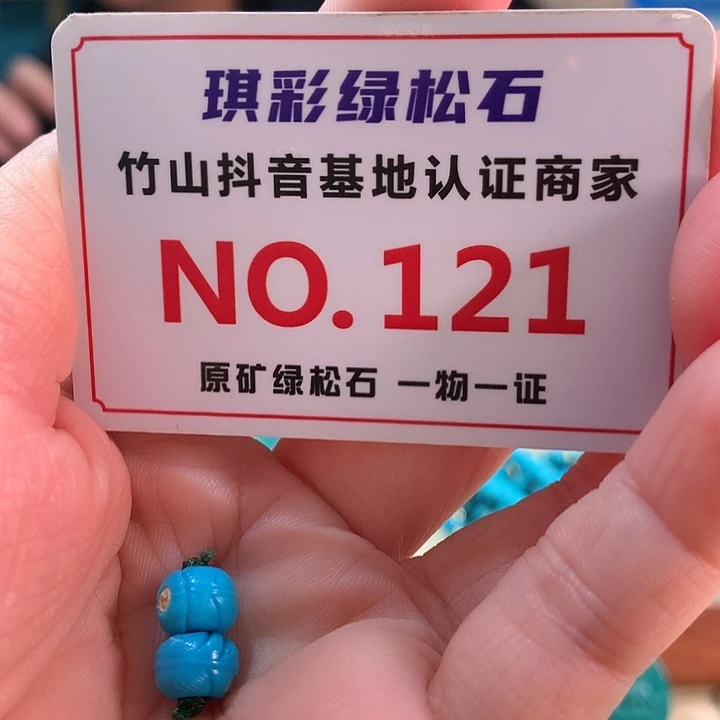 琪彩绿松石
竹山抖音基地认证商家
NO.121
原矿绿松石 一物一证